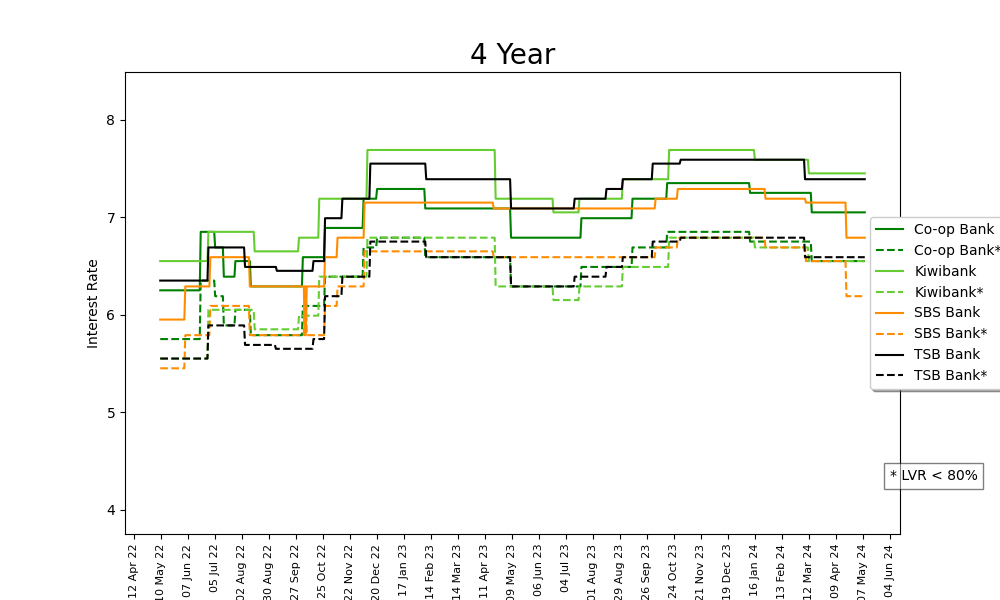 4 Year
Interest Rate
8
7
6
5
4
12 Apr 22
10 May 22
07 Jun 22
05 Jul 22
02 Aug 22
30 Aug 22
27 Sep 22
25 Oct 22
22 Nov 22
20 Dec 22
17 Jan 23
14 Feb 23
14 Mar 23
11 Apr 23
09 May 23
06 Jun 23
04 Jul 23
01 Aug 23
29 Aug 23
26 Sep 23
24 Oct 23
21 Nov 23
19 Dec 23
16 Jan 24
13 Feb 24
12 Mar 24
09 Apr 24
07 May 24
04 Jun 24
Co-op Bank
Co-op Bank*
Kiwibank
Kiwibank*
SBS Bank
SBS Bank*
TSB Bank
TSB Bank*
* LVR < 80%